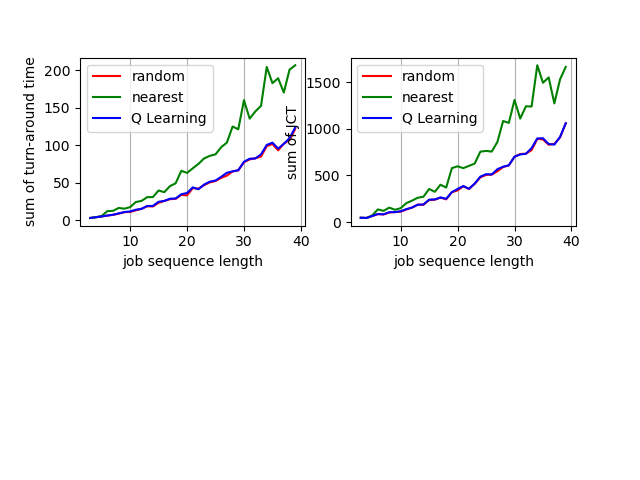 sum of turn-around time
200
150
100
50
0
random
nearest
Q Learning
10 20 30 40
job sequence length
sum of JCT
1500
1000
500
0
random
nearest
Q Learning
10 20 30 40
job sequence length